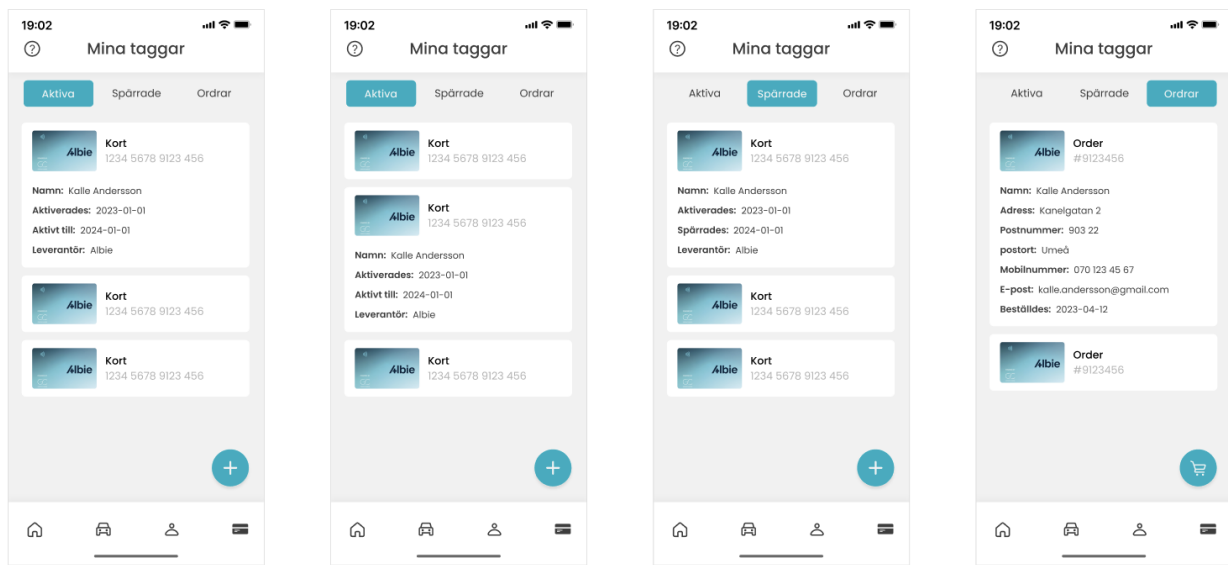 19:02
Mina taggar
Aktiva Spärrade Ordrar
Albie
Kort
1234 5678 9123 456
Namn: Kalle Andersson
Aktiverades: 2023-01-01
Aktivt till: 2024-01-01
Leverantör: Albie
Albie
Kort
1234 5678 9123 456
Albie
Kort
1234 5678 9123 456
19:02
Mina taggar
Aktiva Spärrade Ordrar
Albie
Kort
1234 5678 9123 456
Albie
Kort
1234 5678 9123 456
Namn: Kalle Andersson
Aktiverades: 2023-01-01
Aktivt till: 2024-01-01
Leverantör: Albie
Albie
Kort
1234 5678 9123 456
19:02
Mina taggar
Aktiva Spärrade Ordrar
Albie
Kort
1234 5678 9123 456
Namn: Kalle Andersson
Aktiverades: 2023-01-01
Spärrades: 2024-01-01
Leverantör: Albie
Albie
Kort
1234 5678 9123 456
Albie
Kort
1234 5678 9123 456
19:02
Mina taggar
Aktiva Spärrade Ordrar
Albie
Order
#9123456
Namn: Kalle Andersson
Adress: Kanelgatan 2
Postnummer: 903 22
postort: Umeå
Mobilnummer: 070 123 45 67
E-post: kalle.andersson@gmail.com
Beställdes: 2023-04-12
Albie
Order
#9123456